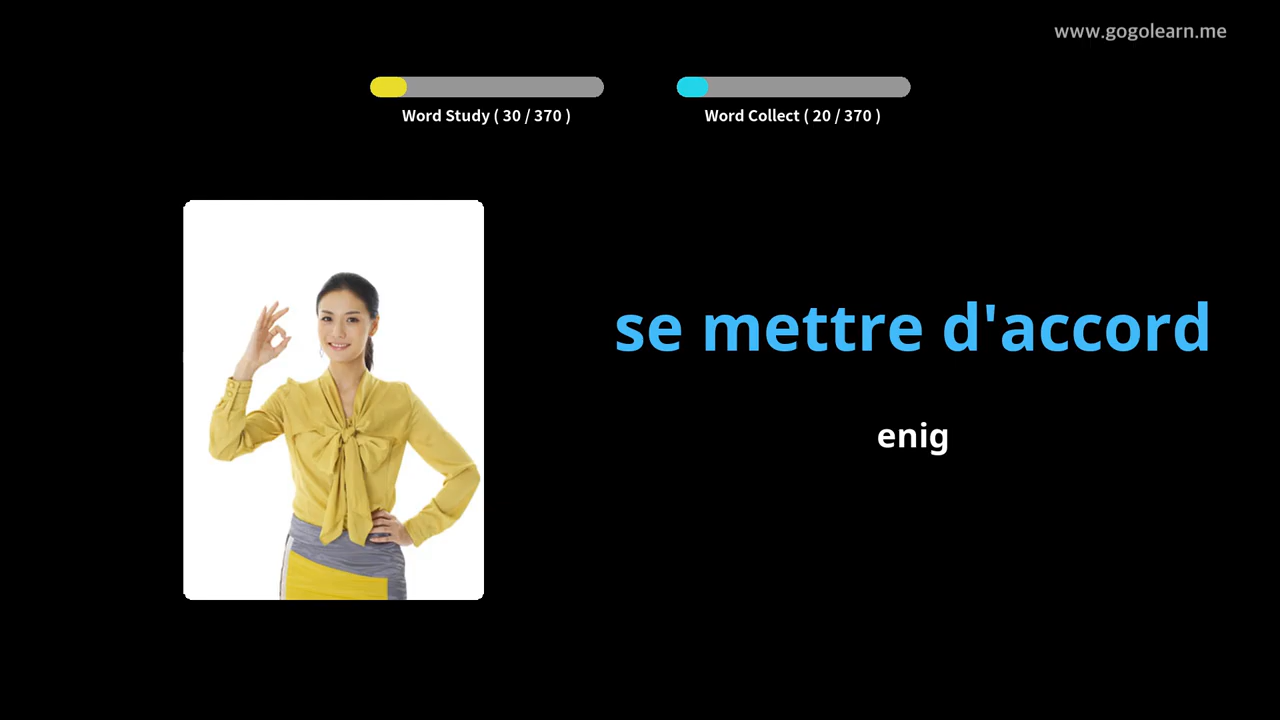 www.gogolearn.me
Word Study ( 30 / 370 )
Word Collect ( 20 / 370 )
se mettre d'accord
enig